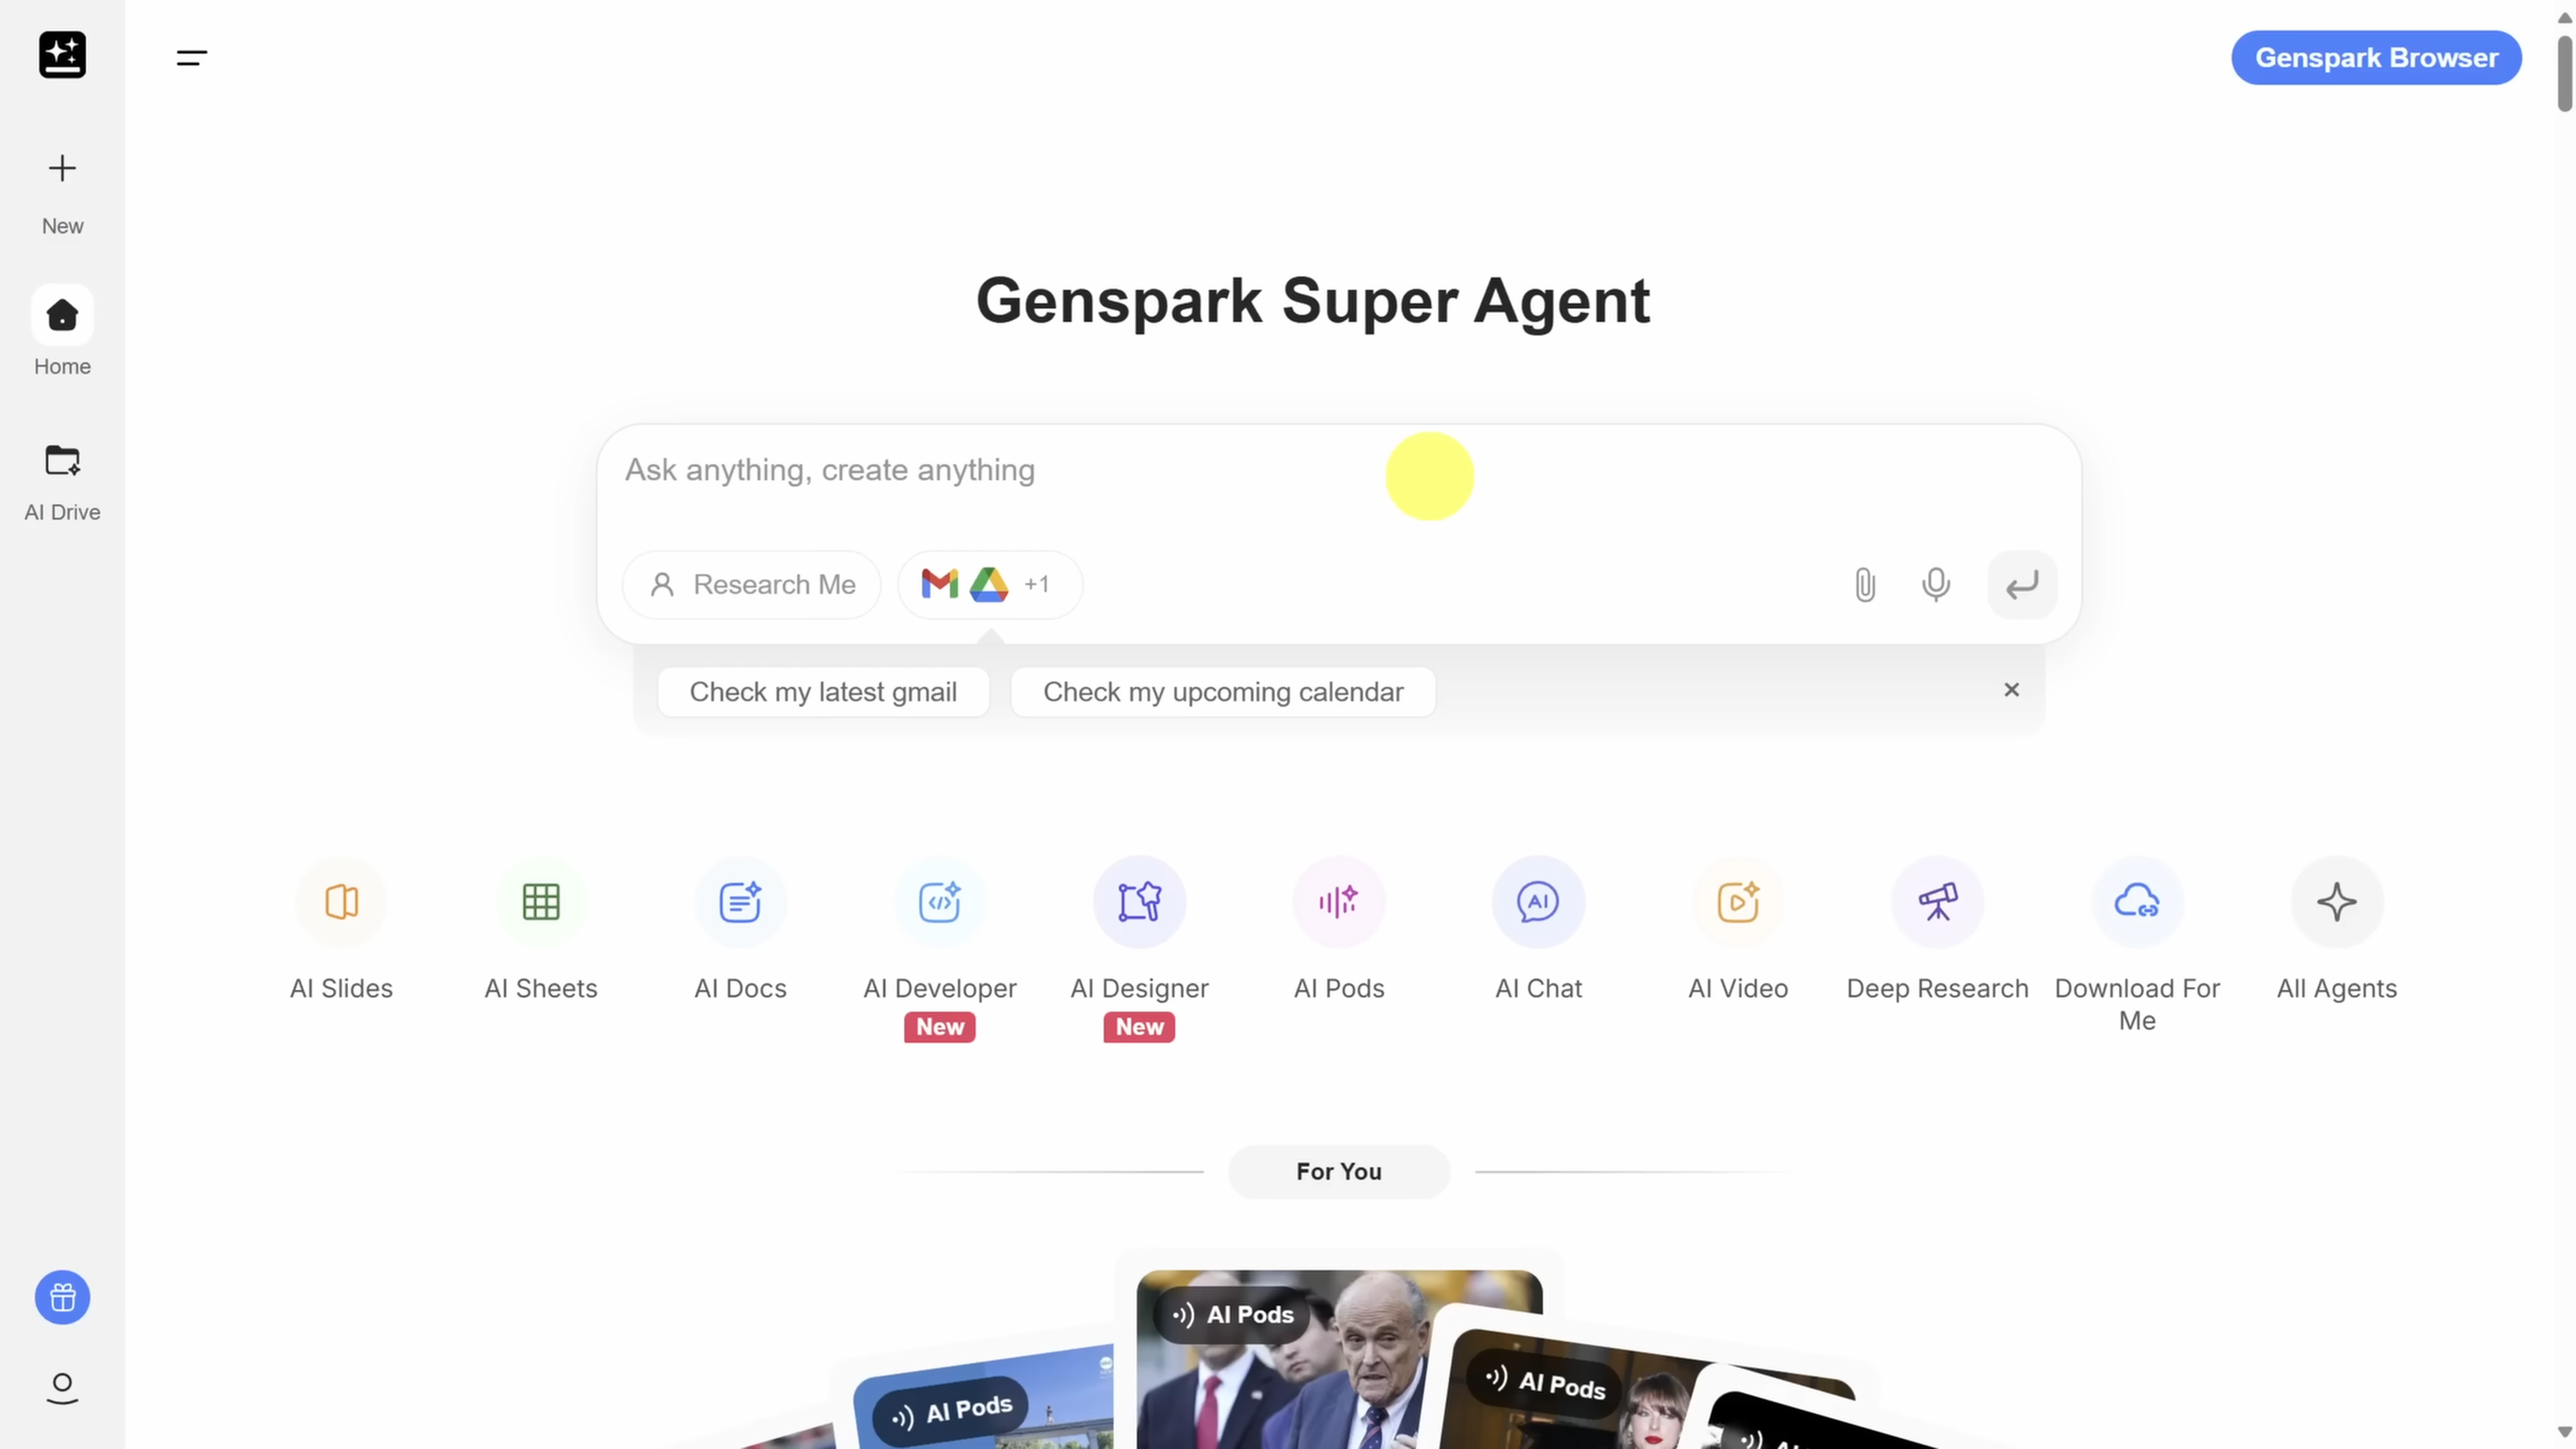 Genspark Browser
New
Home
AI Drive
Genspark Super Agent
Ask anything, create anything
Research Me
+1
Check my latest gmail
Check my upcoming calendar
AI Slides
AI Sheets
AI Docs
AI Developer
New
AI Designer
New
AI Pods
AI Chat
AI Video
Deep Research
Download For
Me
All Agents
For You
AI Pods
AI Pods
AI Pods